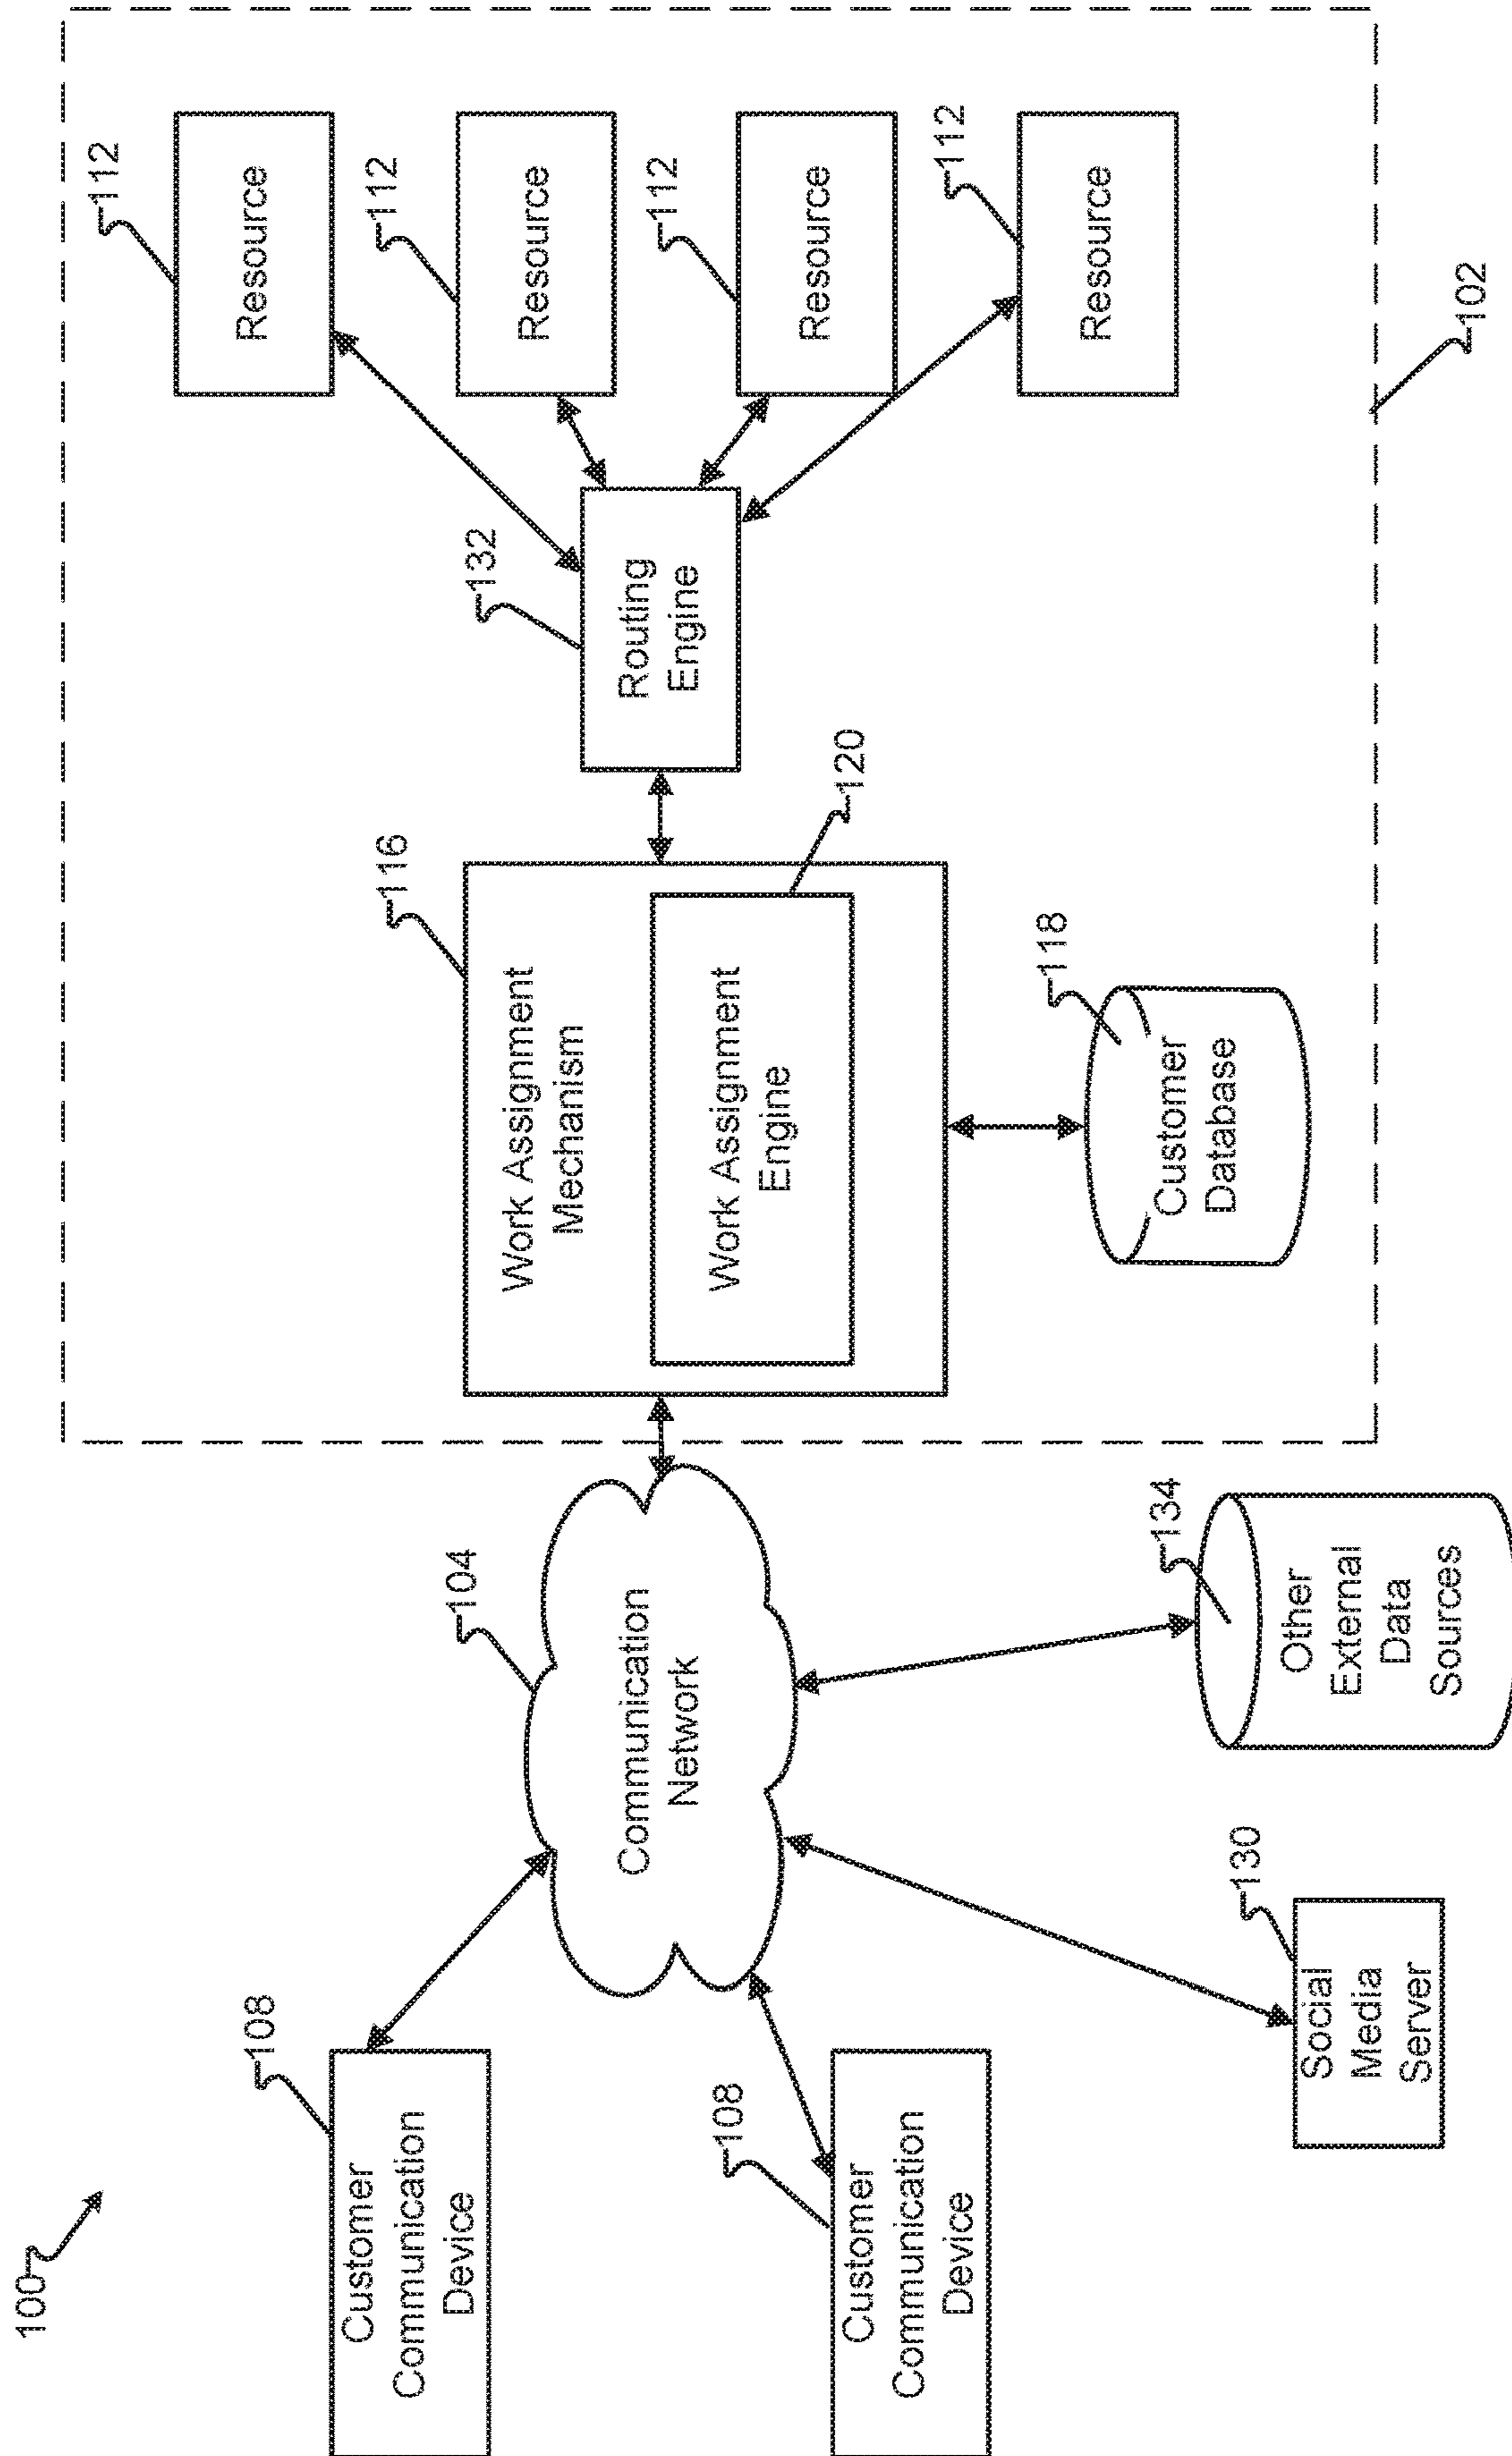 100
108
Customer
Communication
Device
108
Customer
Communication
Device
104
Communication
Network
130
Social
Media
Server
134
Other
External
Data
Sources
116
Work Assignment
Mechanism
120
Work Assignment
Engine
118
Customer
Database
132
Routing
Engine
112
Resource
112
Resource
112
Resource
112
Resource
102